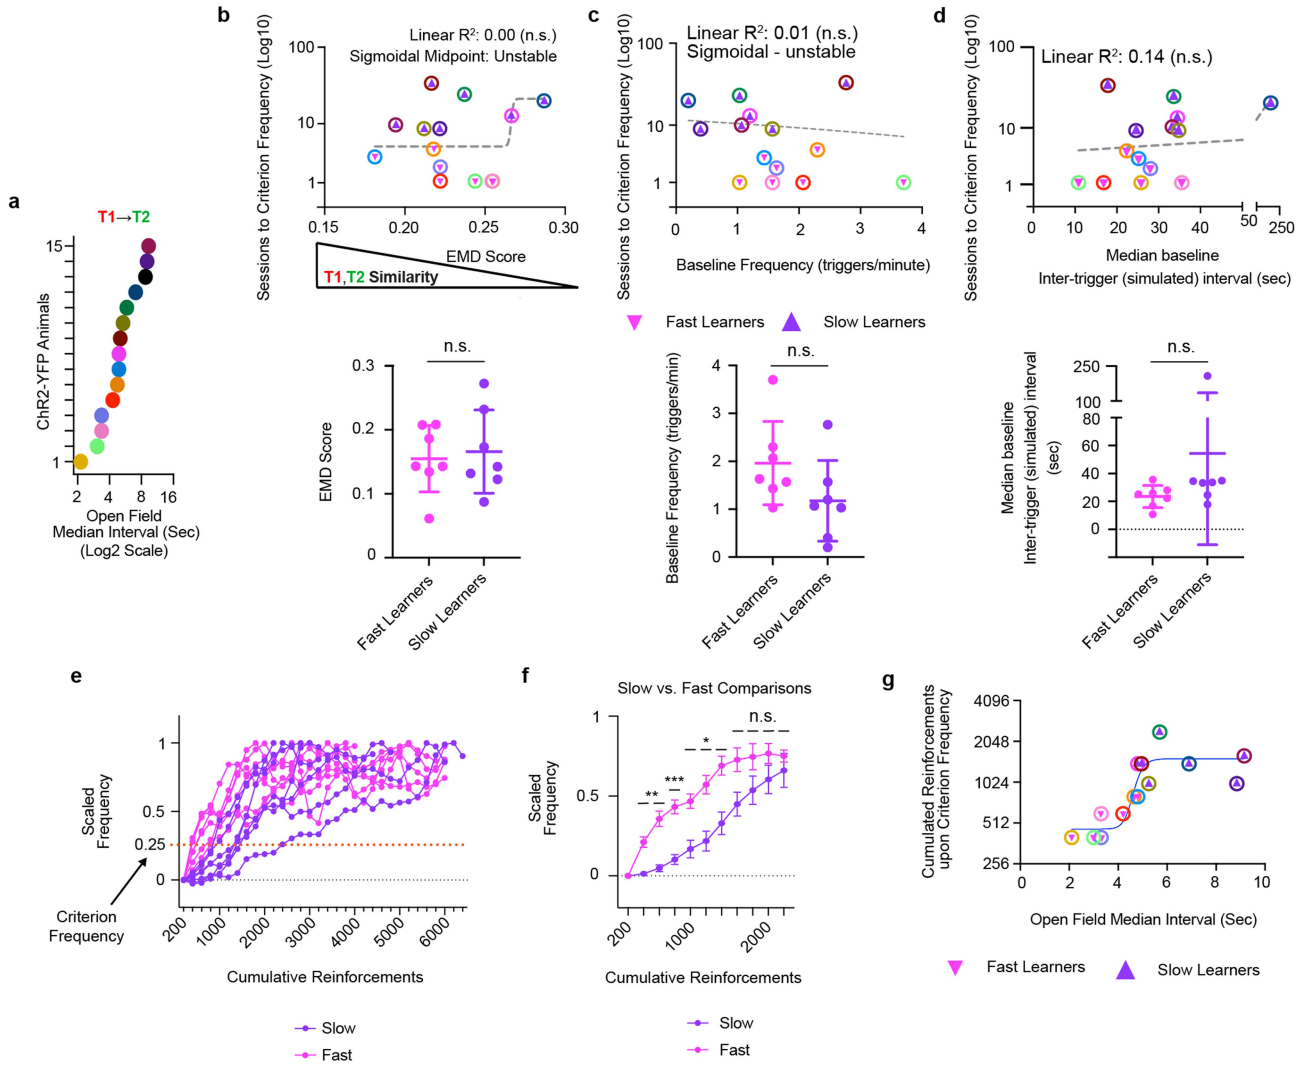 a
T1→T2
15
1
ChR2-YFP Animals
2 4 8 16
Open Field
Median Interval (Sec)
(Log2 Scale)
b
Sessions to Criterion Frequency (Log10)
Linear R²: 0.00 (n.s.)
Sigmoidal Midpoint: Unstable
100
10
1
0.15 0.20 0.25 0.30
EMD Score
T1,T2 Similarity
n.s.
EMD Score
0.3
0.2
0.1
0
Fast Learners
Slow Learners
c
Sessions to Criterion Frequency (Log10)
Linear R²: 0.01 (n.s.)
Sigmoidal - unstable
100
10
1
0 1 2 3 4
Baseline Frequency (triggers/minute)
Fast Learners Slow Learners
n.s.
Baseline Frequency (triggers/min)
4
3
2
1
0
Fast Learners
Slow Learners
d
Sessions to Criterion Frequency (Log10)
Linear R²: 0.14 (n.s.)
100
10
1
0 10 20 30 40 50 250
Median baseline
Inter-trigger (simulated) interval (sec)
n.s.
Median baseline
Inter-trigger (simulated) interval
(sec)
250
100
80
60
40
20
0
Fast Learners
Slow Learners
e
Scaled
Frequency
1
0.5
0.25
0
Criterion
Frequency
200 1000 2000 3000 4000 5000 6000
Cumulative Reinforcements
Slow
Fast
f
Slow vs. Fast Comparisons
Scaled
Frequency
1
0.5
0
** *** * n.s.
200 1000 2000
Cumulative Reinforcements
Slow
Fast
g
Cumulated Reinforcements
upon Criterion Frequency
4096
2048
1024
512
256
0 2 4 6 8 10
Open Field Median Interval (Sec)
Fast Learners Slow Learners